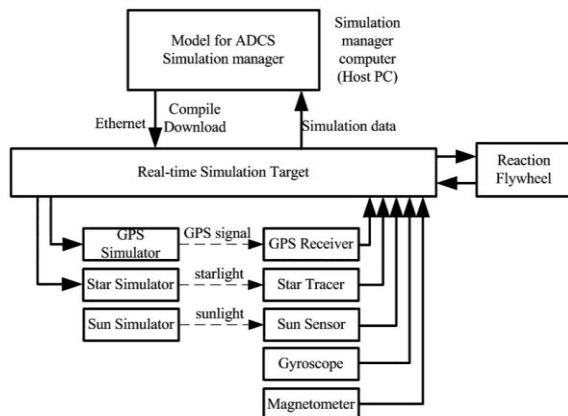 Model for ADCS
Simulation manager
Simulation
manager
computer
(Host PC)
Ethernet
Compile
Download
Simulation data
Real-time Simulation Target
Reaction
Flywheel
GPS
Simulator
GPS signal
GPS Receiver
Star Simulator
starlight
Star Tracer
Sun Simulator
sunlight
Sun Sensor
Gyroscope
Magnetometer